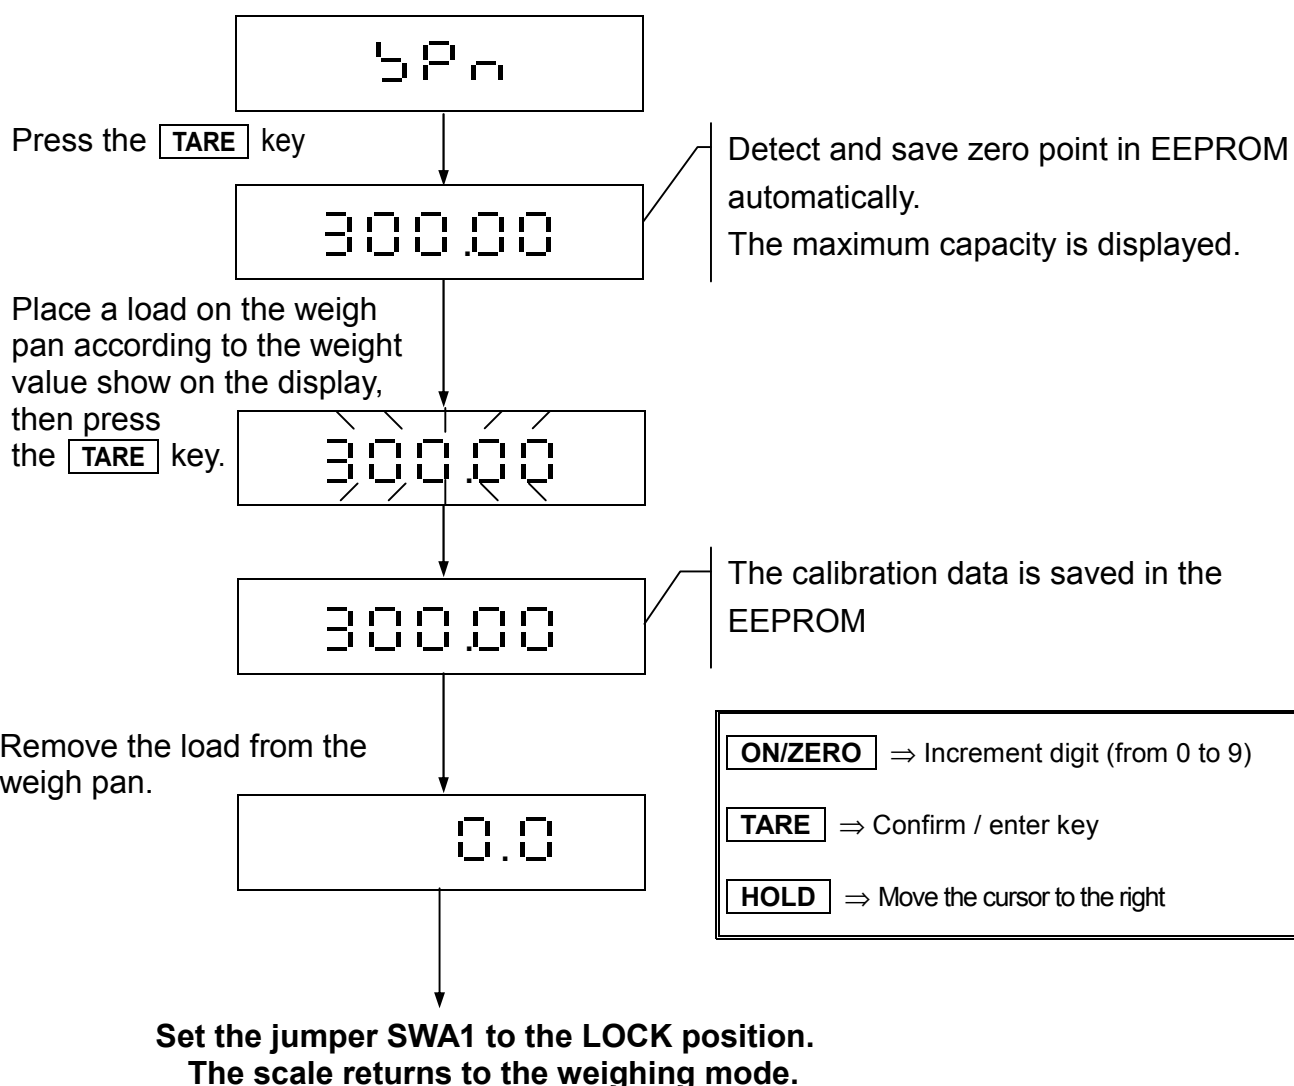 SPn
Press the TARE key
Detect and save zero point in EEPROM
automatically.
The maximum capacity is displayed.
300.00
Place a load on the weigh
pan according to the weight
value show on the display,
then press
the TARE key.
300.00
The calibration data is saved in the
EEPROM
300.00
Remove the load from the
weigh pan.
0.0
ON/ZERO ⇒ Increment digit (from 0 to 9)
TARE ⇒ Confirm / enter key
HOLD ⇒ Move the cursor to the right
Set the jumper SWA1 to the LOCK position.
The scale returns to the weighing mode.